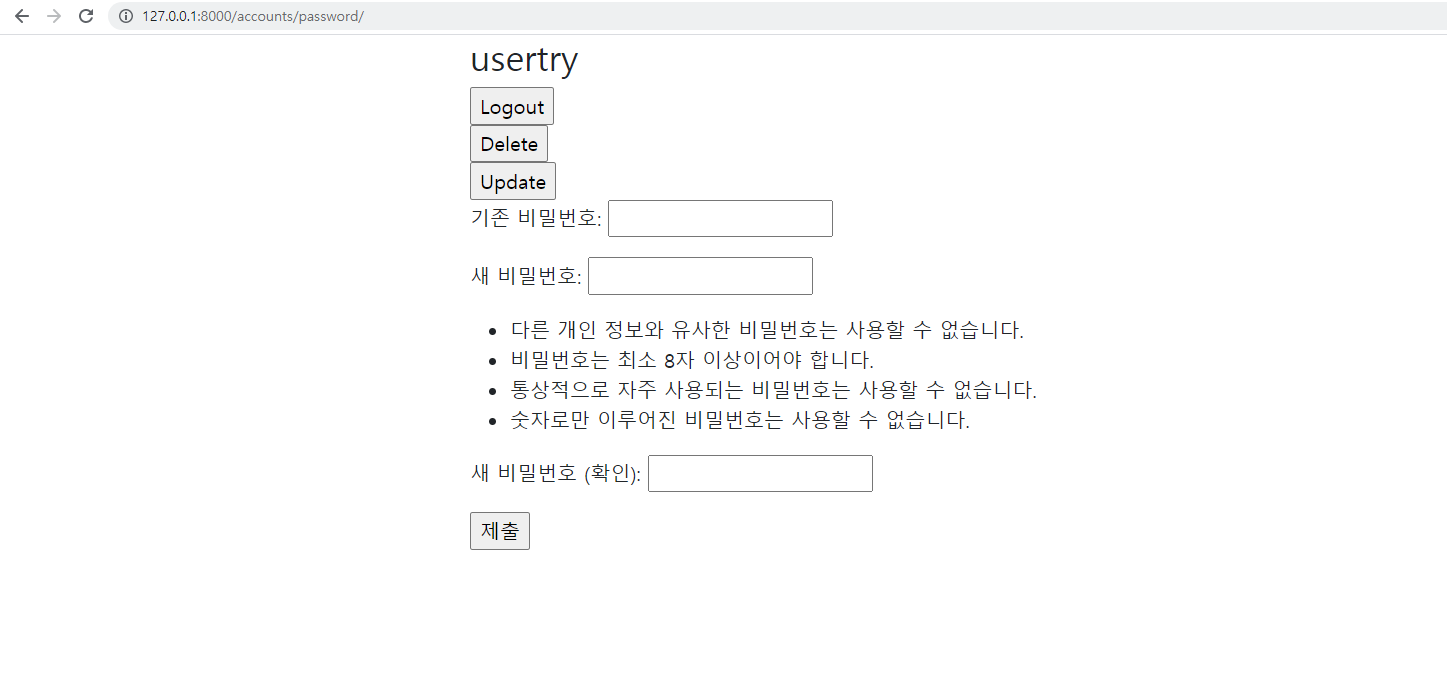 127.0.0.1:8000/accounts/password/
usertry
Logout
Delete
Update
기존 비밀번호:
새 비밀번호:
다른 개인 정보와 유사한 비밀번호는 사용할 수 없습니다.
비밀번호는 최소 8자 이상이어야 합니다.
통상적으로 자주 사용되는 비밀번호는 사용할 수 없습니다.
숫자로만 이루어진 비밀번호는 사용할 수 없습니다.
새 비밀번호 (확인):
제출